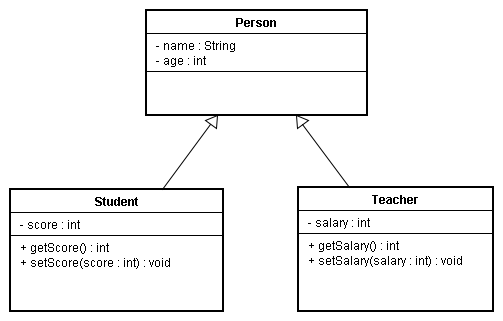 Person
- name : String
- age : int
Student
- score : int
+ getScore() : int
+ setScore(score : int) : void
Teacher
- salary : int
+ getSalary() : int
+ setSalary(salary : int) : void